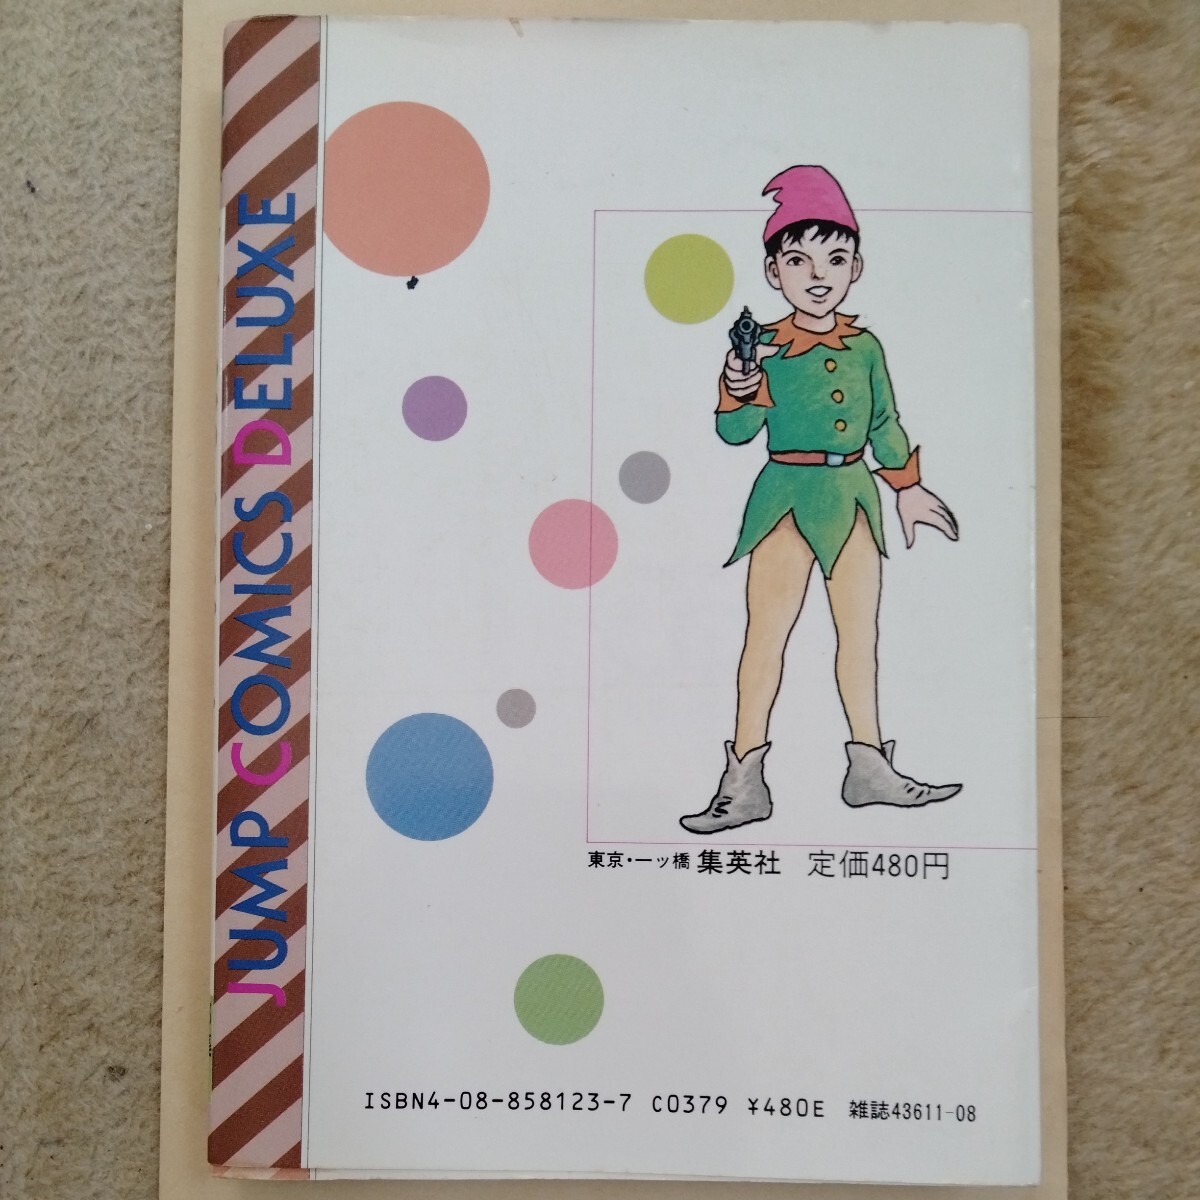 JUMP COMICS DELUXE
東京・一ッ橋 集英社 定価480円
ISBN4-08-858123-7 C0379 ¥480E 雑誌43611-08